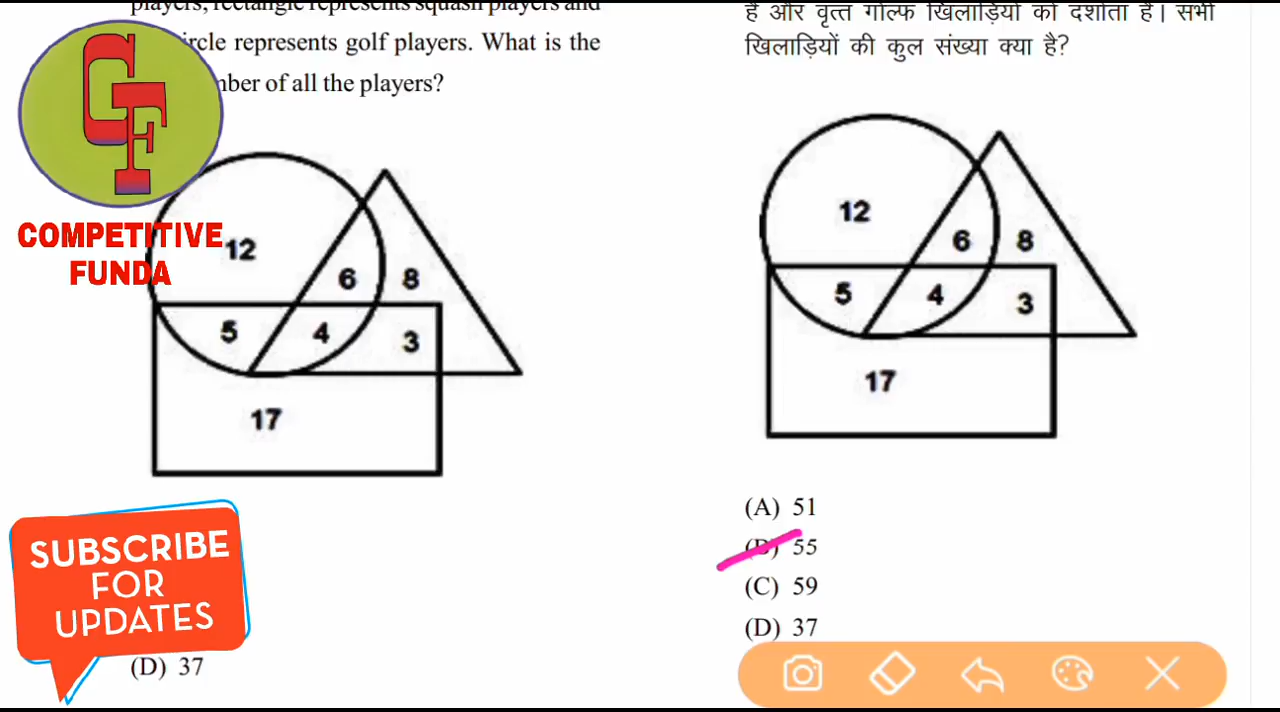 players, rectangle represents squash players and
circle represents golf players. What is the
of all the players?
12
6
8
5
4
3
17
(D) 37
है और वृत्त गोल्फ खिलाड़ियों को दर्शाता है। सभी
खिलाड़ियों की कुल संख्या क्या है?
12
6
8
5
4
3
17
(A) 51
(B) 55
(C) 59
(D) 37
GF
COMPETITIVE
FUNDA
SUBSCRIBE
FOR
UPDATES